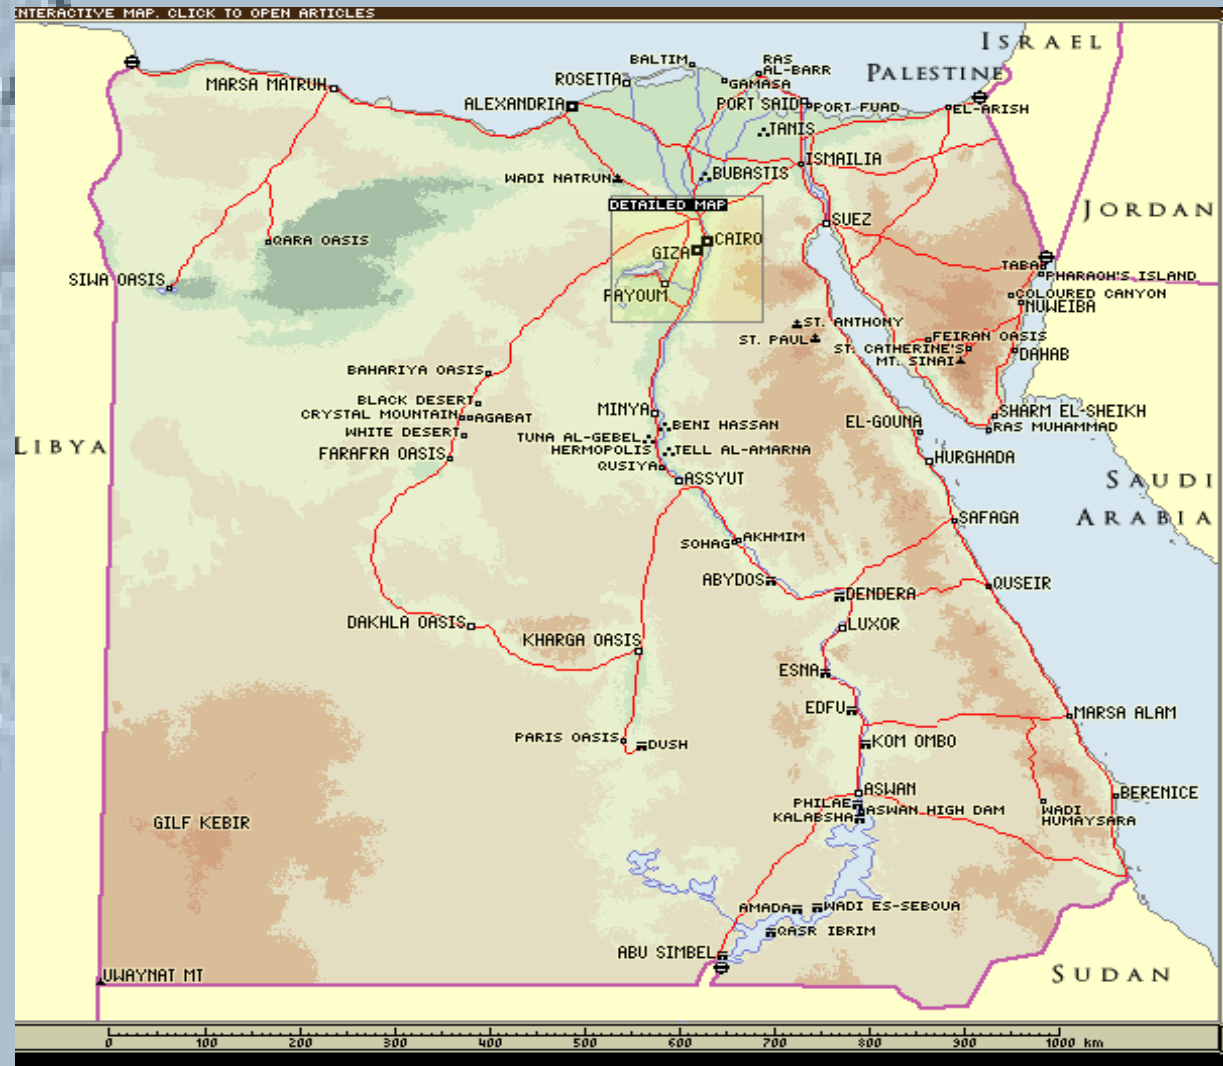 INTERACTIVE MAP. CLICK TO OPEN ARTICLES
ISRAEL
PALESTINE
BALTIM
RAS
AL-BARR
ROSETTA
GAMASA
MARSA MATRUH
ALEXANDRIA
PORT SAID
PORT FUAD
EL-ARISH
TANIS
ISMAILIA
WADI NATRUN
BUBASTIS
DETAILED MAP
JORDAN
SUEZ
QARA OASIS
CAIRO
GIZA
TABA
PHARAOH'S ISLAND
SIWA OASIS
FAYOUM
COLOURED CANYON
NUWEIBA
ST. ANTHONY
ST. PAUL
FEIRAN OASIS
ST. CATHERINE'S
DAHAB
MT. SINAI
BAHARIYA OASIS
BLACK DESERT
CRYSTAL MOUNTAIN
AGABAT
MINYA
SHARM EL-SHEIKH
WHITE DESERT
BENI HASSAN
EL-GOUNA
RAS MUHAMMAD
LIBYA
TUNA AL-GEBEL
HERMOPOLIS
TELL AL-AMARNA
FARAFRA OASIS
HURGHADA
QUSIYA
ASSYUT
SAUDI
ARABIA
SAFAGA
SOHAG
AKHMIM
ABYDOS
DENDERA
QUSEIR
DAKHLA OASIS
LUXOR
KHARGA OASIS
ESNA
EDFU
MARSA ALAM
PARIS OASIS
DUSH
KOM OMBO
ASWAN
BERENICE
PHILAE
ASWAN HIGH DAM
KALABSHA
WADI
HUMAYSARA
GILF KEBIR
AMADA
WADI ES-SEBOUA
QASR IBRIM
ABU SIMBEL
UWAYNAT MT
SUDAN
0 100 200 300 400 500 600 700 800 900 1000 km